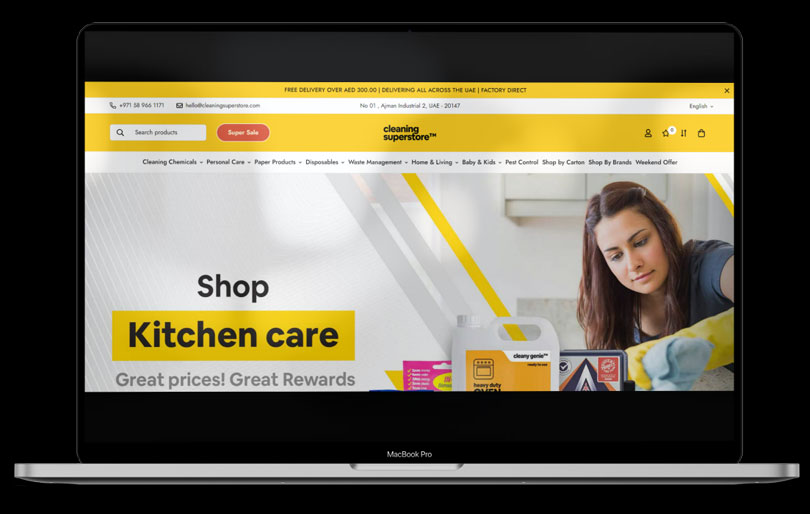 FREE DELIVERY OVER AED 300.00 | DELIVERING ALL ACROSS THE UAE | FACTORY DIRECT
+971 58 966 1171 hello@cleaningsuperstore.com No 01 , Ajman Industrial 2, UAE - 20147 English
Search products Super Sale cleaning superstore™ 0
Cleaning Chemicals Personal Care Paper Products Disposables Waste Management Home & Living Baby & Kids Pest Control Shop by Carton Shop By Brands Weekend Offer
Shop
Kitchen care
Great prices! Great Rewards
cleany genie™
ready-to-use
heavy duty
OVEN
MacBook Pro